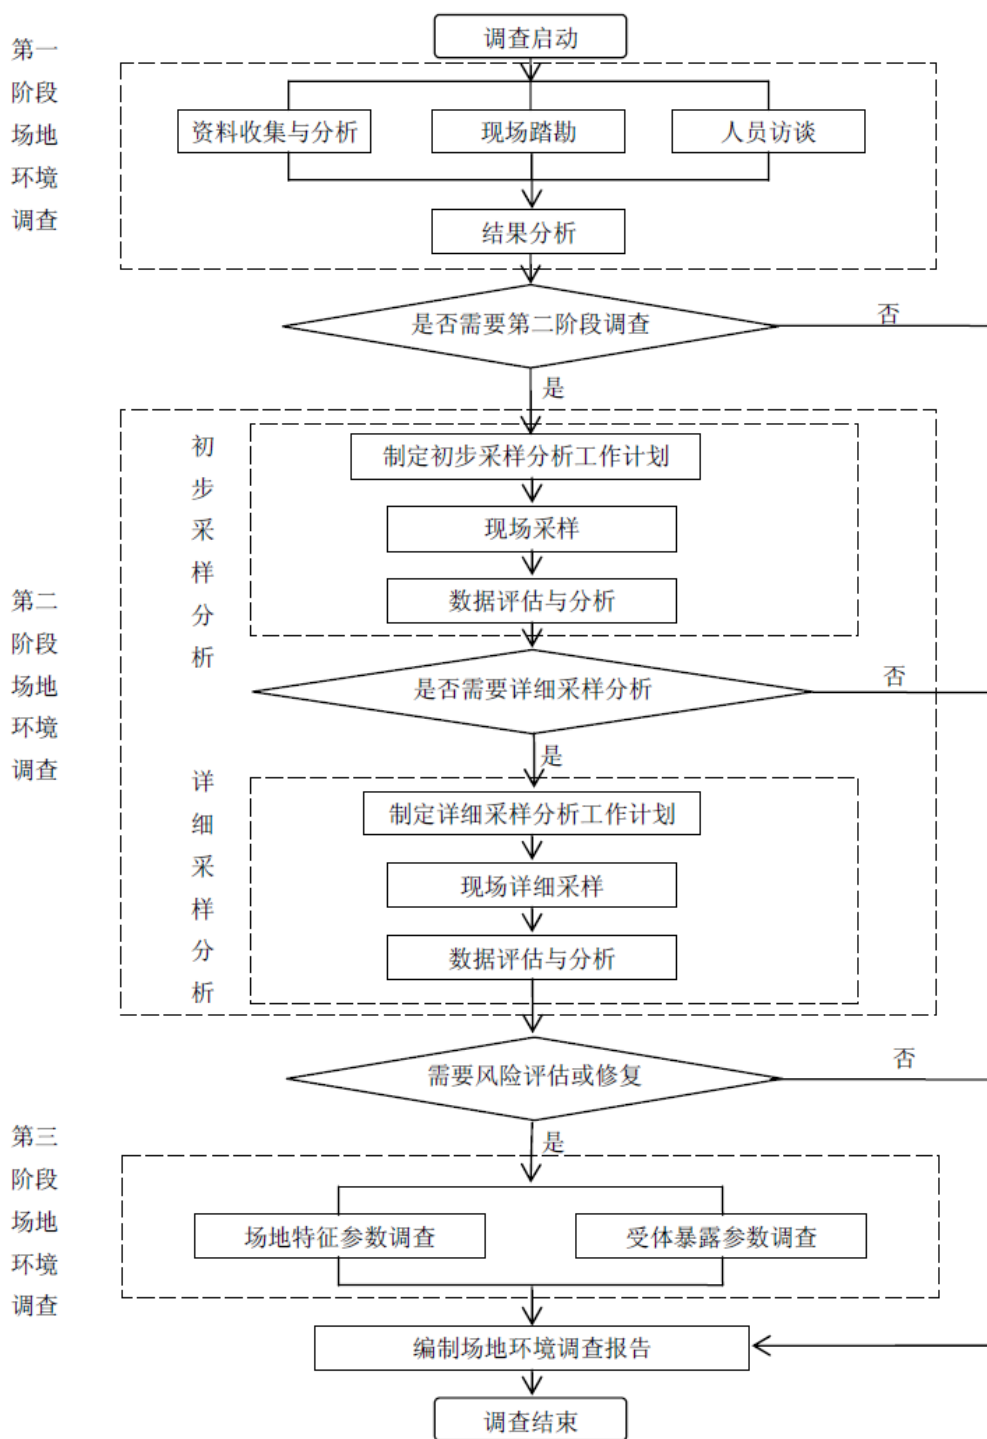 调查启动
第一
阶段
场地
环境
调查
资料收集与分析
现场踏勘
人员访谈
结果分析
是否需要第二阶段调查
否
是
第二
阶段
场地
环境
调查
初步采样分析
制定初步采样分析工作计划
现场采样
数据评估与分析
是否需要详细采样分析
否
是
详细采样分析
制定详细采样分析工作计划
现场详细采样
数据评估与分析
需要风险评估或修复
否
是
第三
阶段
场地
环境
调查
场地特征参数调查
受体暴露参数调查
编制场地环境调查报告
调查结束